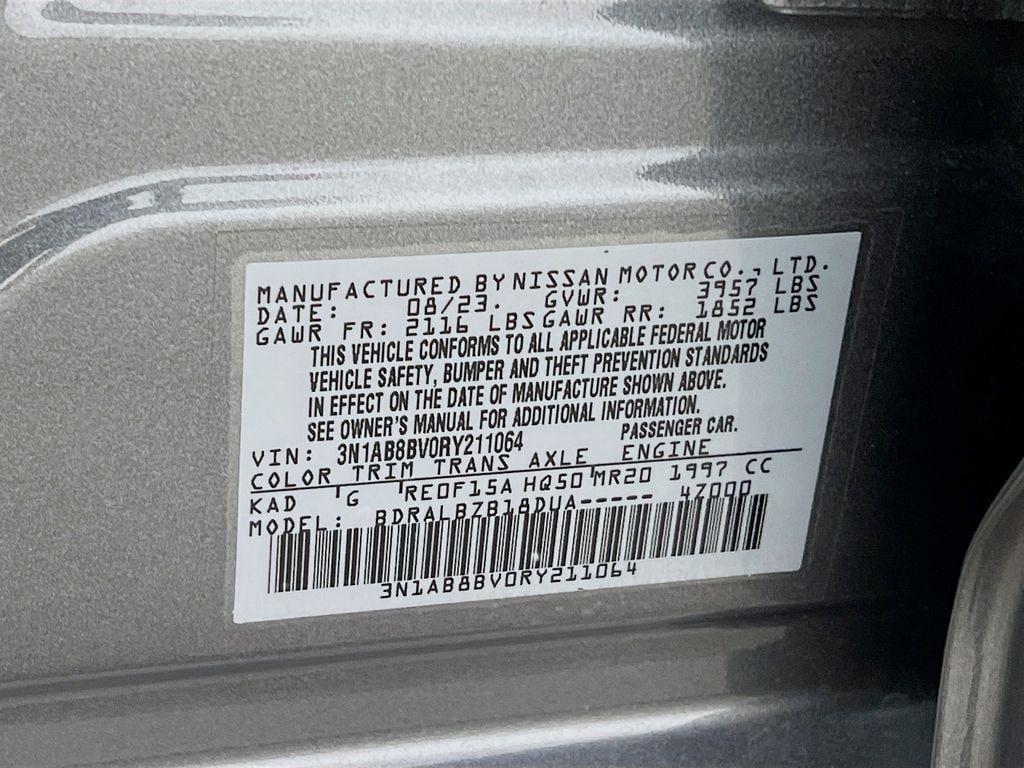 MANUFACTURED BY NISSAN MOTOR CO., LTD.
DATE: 08/23. GVWR: 3957 LBS
GAWR FR: 2116 LBS GAWR RR: 1852 LBS
THIS VEHICLE CONFORMS TO ALL APPLICABLE FEDERAL MOTOR
VEHICLE SAFETY, BUMPER AND THEFT PREVENTION STANDARDS
IN EFFECT ON THE DATE OF MANUFACTURE SHOWN ABOVE.
SEE OWNER'S MANUAL FOR ADDITIONAL INFORMATION.
VIN: 3N1AB8BV0RY211064 PASSENGER CAR.
COLOR TRIM TRANS AXLE ENGINE
KAD G RE0F15A HQ50 MR20 1997 CC
MODEL: BDRALBZB18DUA----- 47000
3N1AB8BV0RY211064